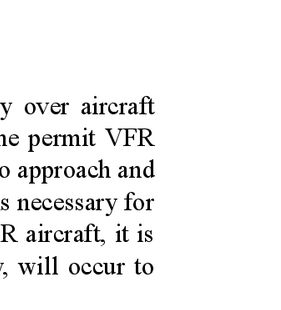 y over aircraft
ne permit VFR
o approach and
s necessary for
R aircraft, it is
, will occur to